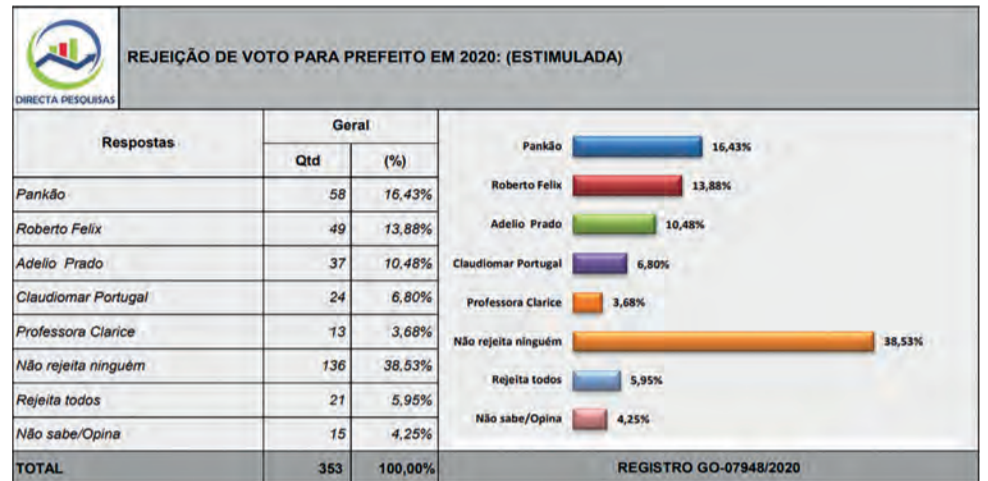 DIRECTA PESQUISAS
REJEIÇÃO DE VOTO PARA PREFEITO EM 2020: (ESTIMULADA)
Respostas
Geral
Qtd (%)
Pankão 58 16,43%
Roberto Felix 49 13,88%
Adelio Prado 37 10,48%
Claudiomar Portugal 24 6,80%
Professora Clarice 13 3,68%
Não rejeita ninguém 136 38,53%
Rejeita todos 21 5,95%
Não sabe/Opina 15 4,25%
TOTAL 353 100,00%
Pankão 16,43%
Roberto Felix 13,88%
Adelio Prado 10,48%
Claudiomar Portugal 6,80%
Professora Clarice 3,68%
Não rejeita ninguém 38,53%
Rejeita todos 5,95%
Não sabe/Opina 4,25%
REGISTRO GO-07948/2020